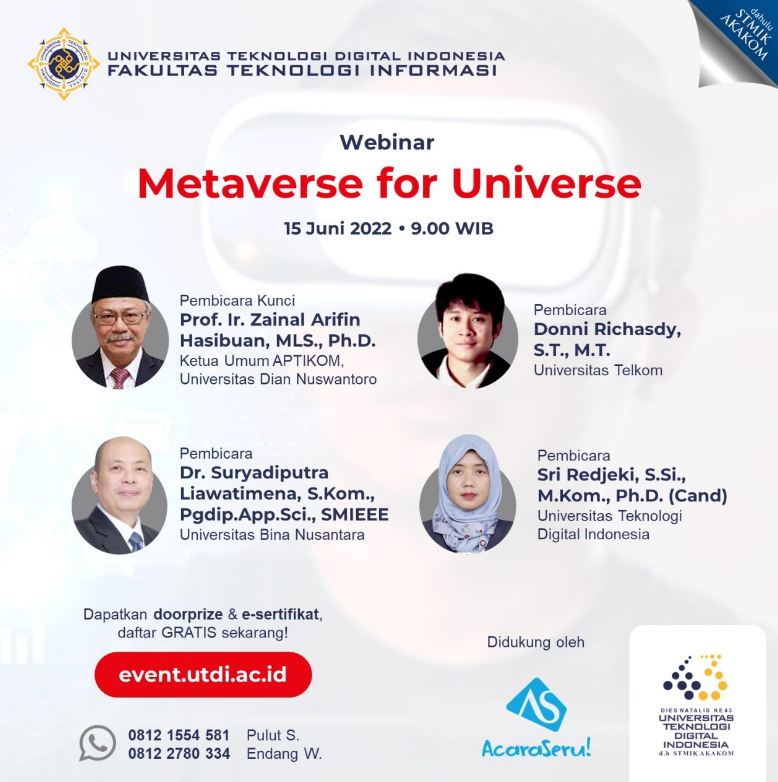 dahulu
STMIK
AKAKOM
UNIVERSITAS TEKNOLOGI DIGITAL INDONESIA
FAKULTAS TEKNOLOGI INFORMASI
Webinar
Metaverse for Universe
15 Juni 2022 • 9.00 WIB
Pembicara Kunci
Prof. Ir. Zainal Arifin
Hasibuan, MLS., Ph.D.
Ketua Umum APTIKOM,
Universitas Dian Nuswantoro
Pembicara
Donni Richasdy,
S.T., M.T.
Universitas Telkom
Pembicara
Dr. Suryadiputra
Liawatimena, S.Kom.,
Pgdip.App.Sci., SMIEEE
Universitas Bina Nusantara
Pembicara
Sri Redjeki, S.Si.,
M.Kom., Ph.D. (Cand)
Universitas Teknologi
Digital Indonesia
Dapatkan doorprize & e-sertifikat,
daftar GRATIS sekarang!
event.utdi.ac.id
0812 1554 581 Pulut S.
0812 2780 334 Endang W.
Didukung oleh
AS
AcaraSeru!
DIES NATALIS KE 43
UNIVERSITAS
TEKNOLOGI
DIGITAL
INDONESIA
d.h STMIK AKAKOM